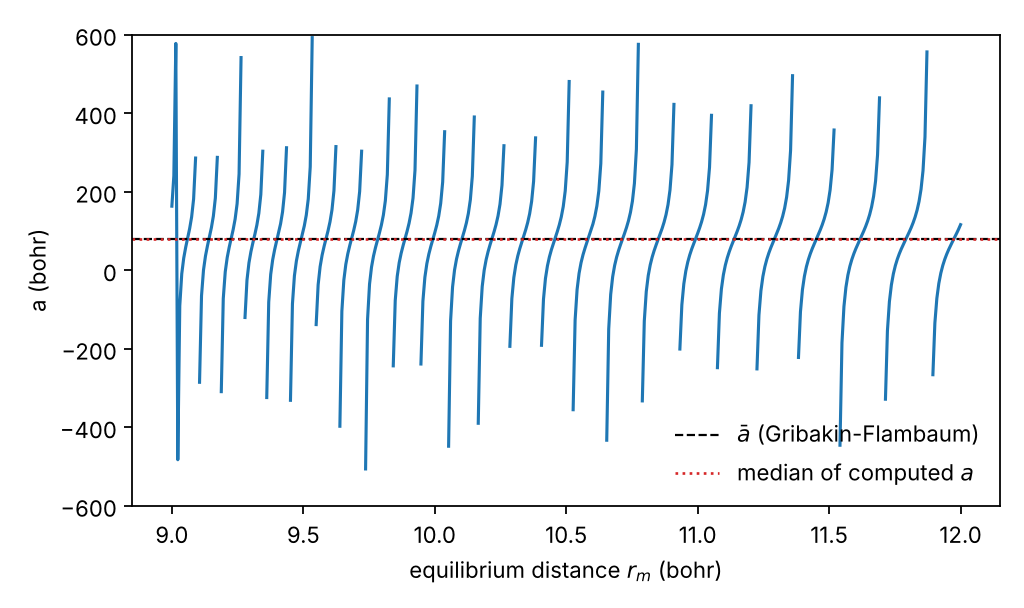 600
400
200
0
−200
−400
−600
a (bohr)
9.0 9.5 10.0 10.5 11.0 11.5 12.0
equilibrium distance rₘ (bohr)
ā (Gribakin-Flambaum)
median of computed a